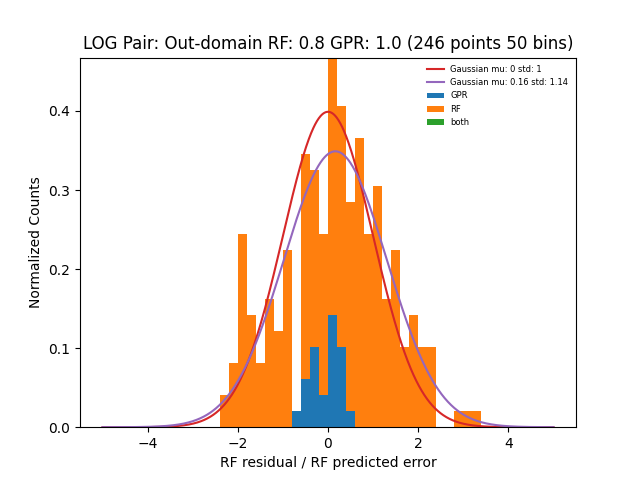 LOG Pair: Out-domain RF: 0.8 GPR: 1.0 (246 points 50 bins)
Gaussian mu: 0 std: 1
Gaussian mu: 0.16 std: 1.14
GPR
RF
both
Normalized Counts
0.4
0.3
0.2
0.1
0.0
−4 −2 0 2 4
RF residual / RF predicted error